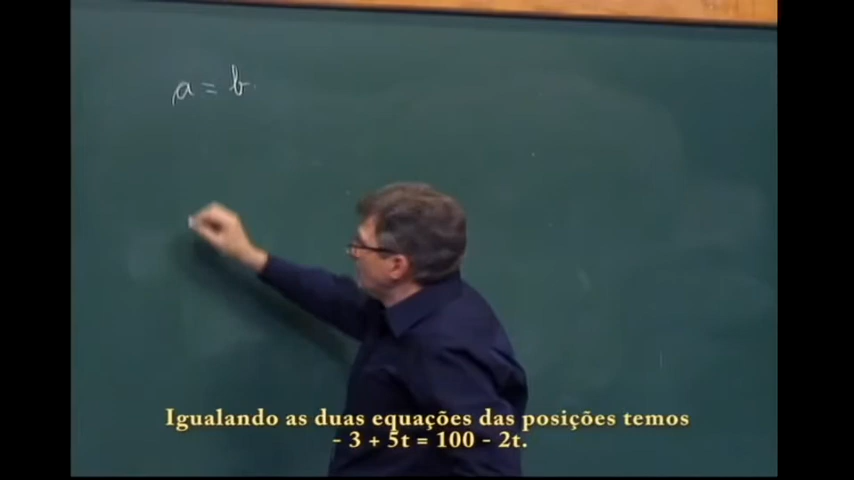 a = b
Igualando as duas equações das posições temos
- 3 + 5t = 100 - 2t.